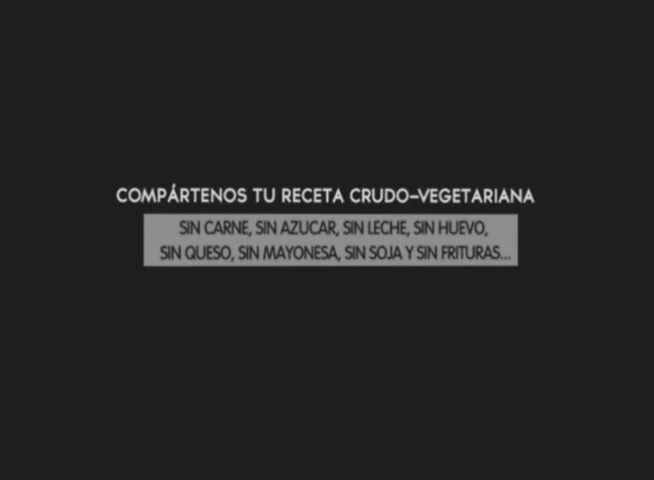 COMPÁRTENOS TU RECETA CRUDO-VEGETARIANA
SIN CARNE, SIN AZUCAR, SIN LECHE, SIN HUEVO,
SIN QUESO, SIN MAYONESA, SIN SOJA Y SIN FRITURAS...